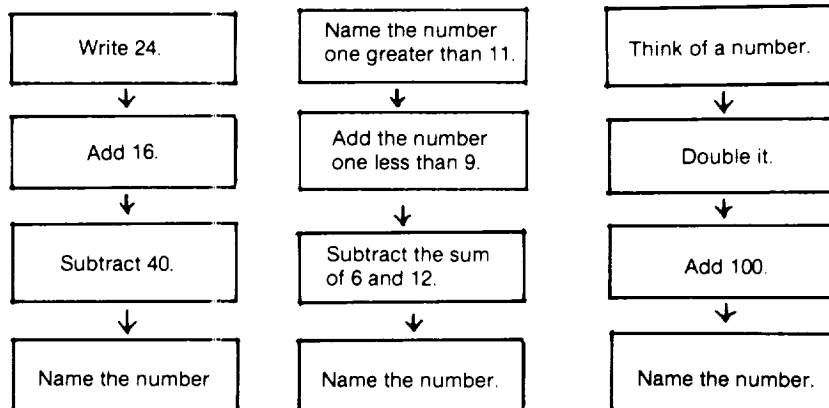 Write 24.
Add 16.
Subtract 40.
Name the number
Name the number
one greater than 11.
Add the number
one less than 9.
Subtract the sum
of 6 and 12.
Name the number.
Think of a number.
Double it.
Add 100.
Name the number.